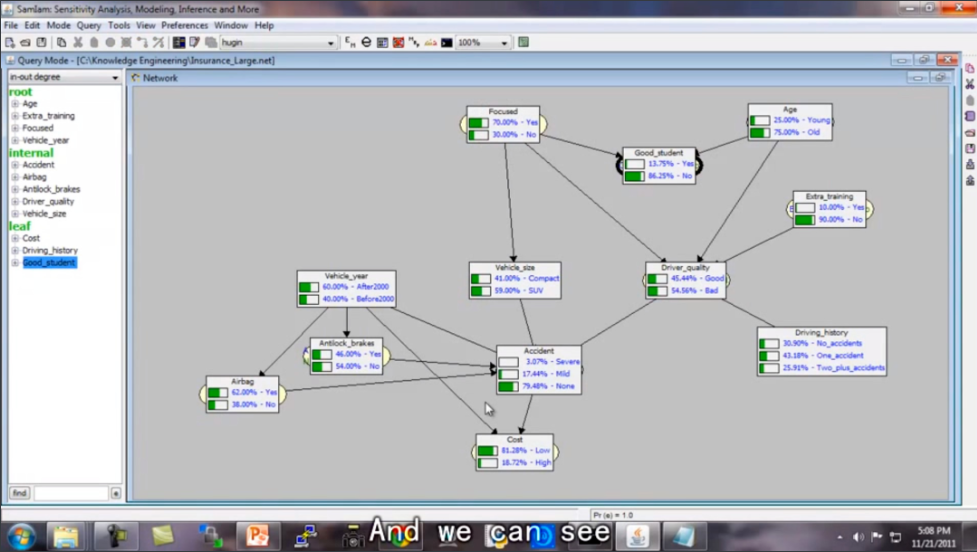 SamIam: Sensitivity Analysis, Modeling, Inference and More
File Edit Mode Query Tools View Preferences Window Help
hugin
100%
Query Mode - [C:\Knowledge Engineering\Insurance_Large.net]
in-out degree
Network
root
Age
Extra_training
Focused
Vehicle_year
internal
Accident
Airbag
Antilock_brakes
Driver_quality
Vehicle_size
leaf
Cost
Driving_history
Good_student
Focused
70.00% - Yes
30.00% - No
Age
25.00% - Young
75.00% - Old
Good_student
13.75% - Yes
86.25% - No
Extra_training
10.00% - Yes
90.00% - No
Vehicle_year
60.00% - After2000
40.00% - Before2000
Vehicle_size
41.00% - Compact
59.00% - SUV
Driver_quality
45.44% - Good
54.56% - Bad
Antilock_brakes
46.00% - Yes
54.00% - No
Accident
3.07% - Severe
17.44% - Mild
79.48% - None
Driving_history
30.90% - No_accidents
43.18% - One_accident
25.91% - Two_plus_accidents
Airbag
62.00% - Yes
38.00% - No
Cost
81.28% - Low
18.72% - High
find
Pr (e) = 1.0
And we can see
5:08 PM
11/21/2011